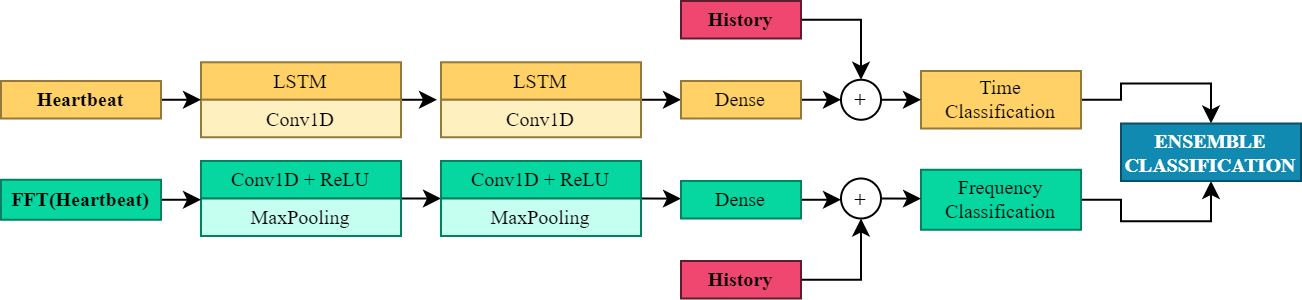 History
Heartbeat
LSTM
Conv1D
LSTM
Conv1D
Dense
+
Time
Classification
ENSEMBLE
CLASSIFICATION
FFT(Heartbeat)
Conv1D + ReLU
MaxPooling
Conv1D + ReLU
MaxPooling
Dense
+
Frequency
Classification
History